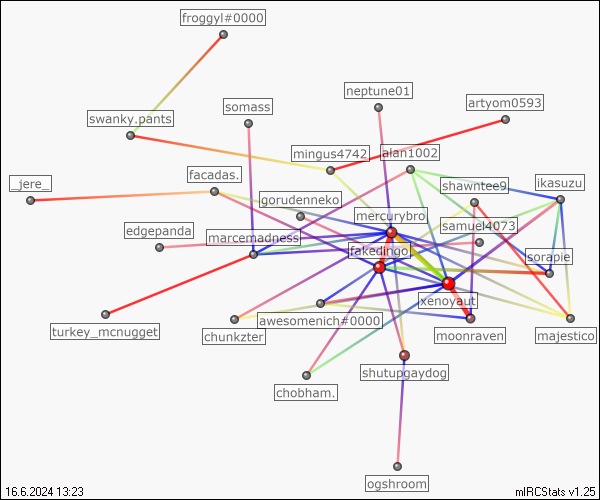 froggyl#0000
neptune01
somass
artyom0593
swanky.pants
mingus4742
alan1002
facadas.
shawntee9
ikasuzu
_jere_
gorudenneko
mercurybro
samuel4073
edgepanda
marcemadness
fakedingo
sorapie
xenoyaut
turkey_mcnugget
chunkzter
awesomenich#0000
moonraven
majestico
shutupgaydog
chobham.
ogshroom
16.6.2024 13:23
mIRCStats v1.25